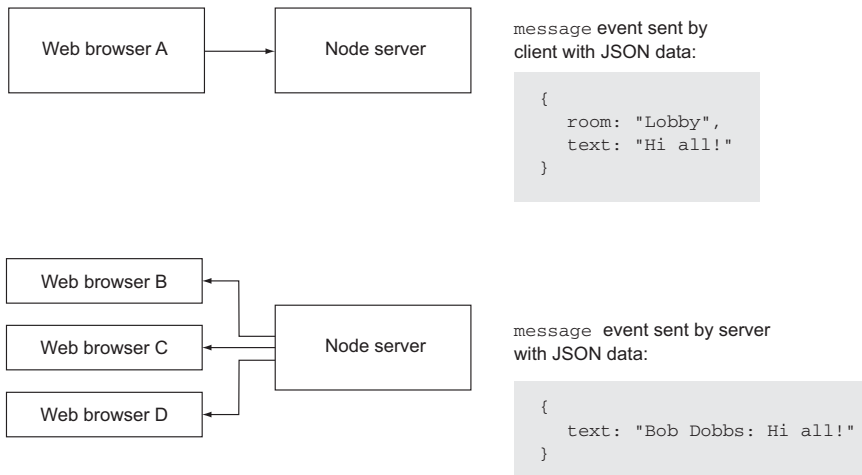 Web browser A
Node server
message event sent by
client with JSON data:
{
room: "Lobby",
text: "Hi all!"
}
Web browser B
Web browser C
Web browser D
Node server
message event sent by server
with JSON data:
{
text: "Bob Dobbs: Hi all!"
}